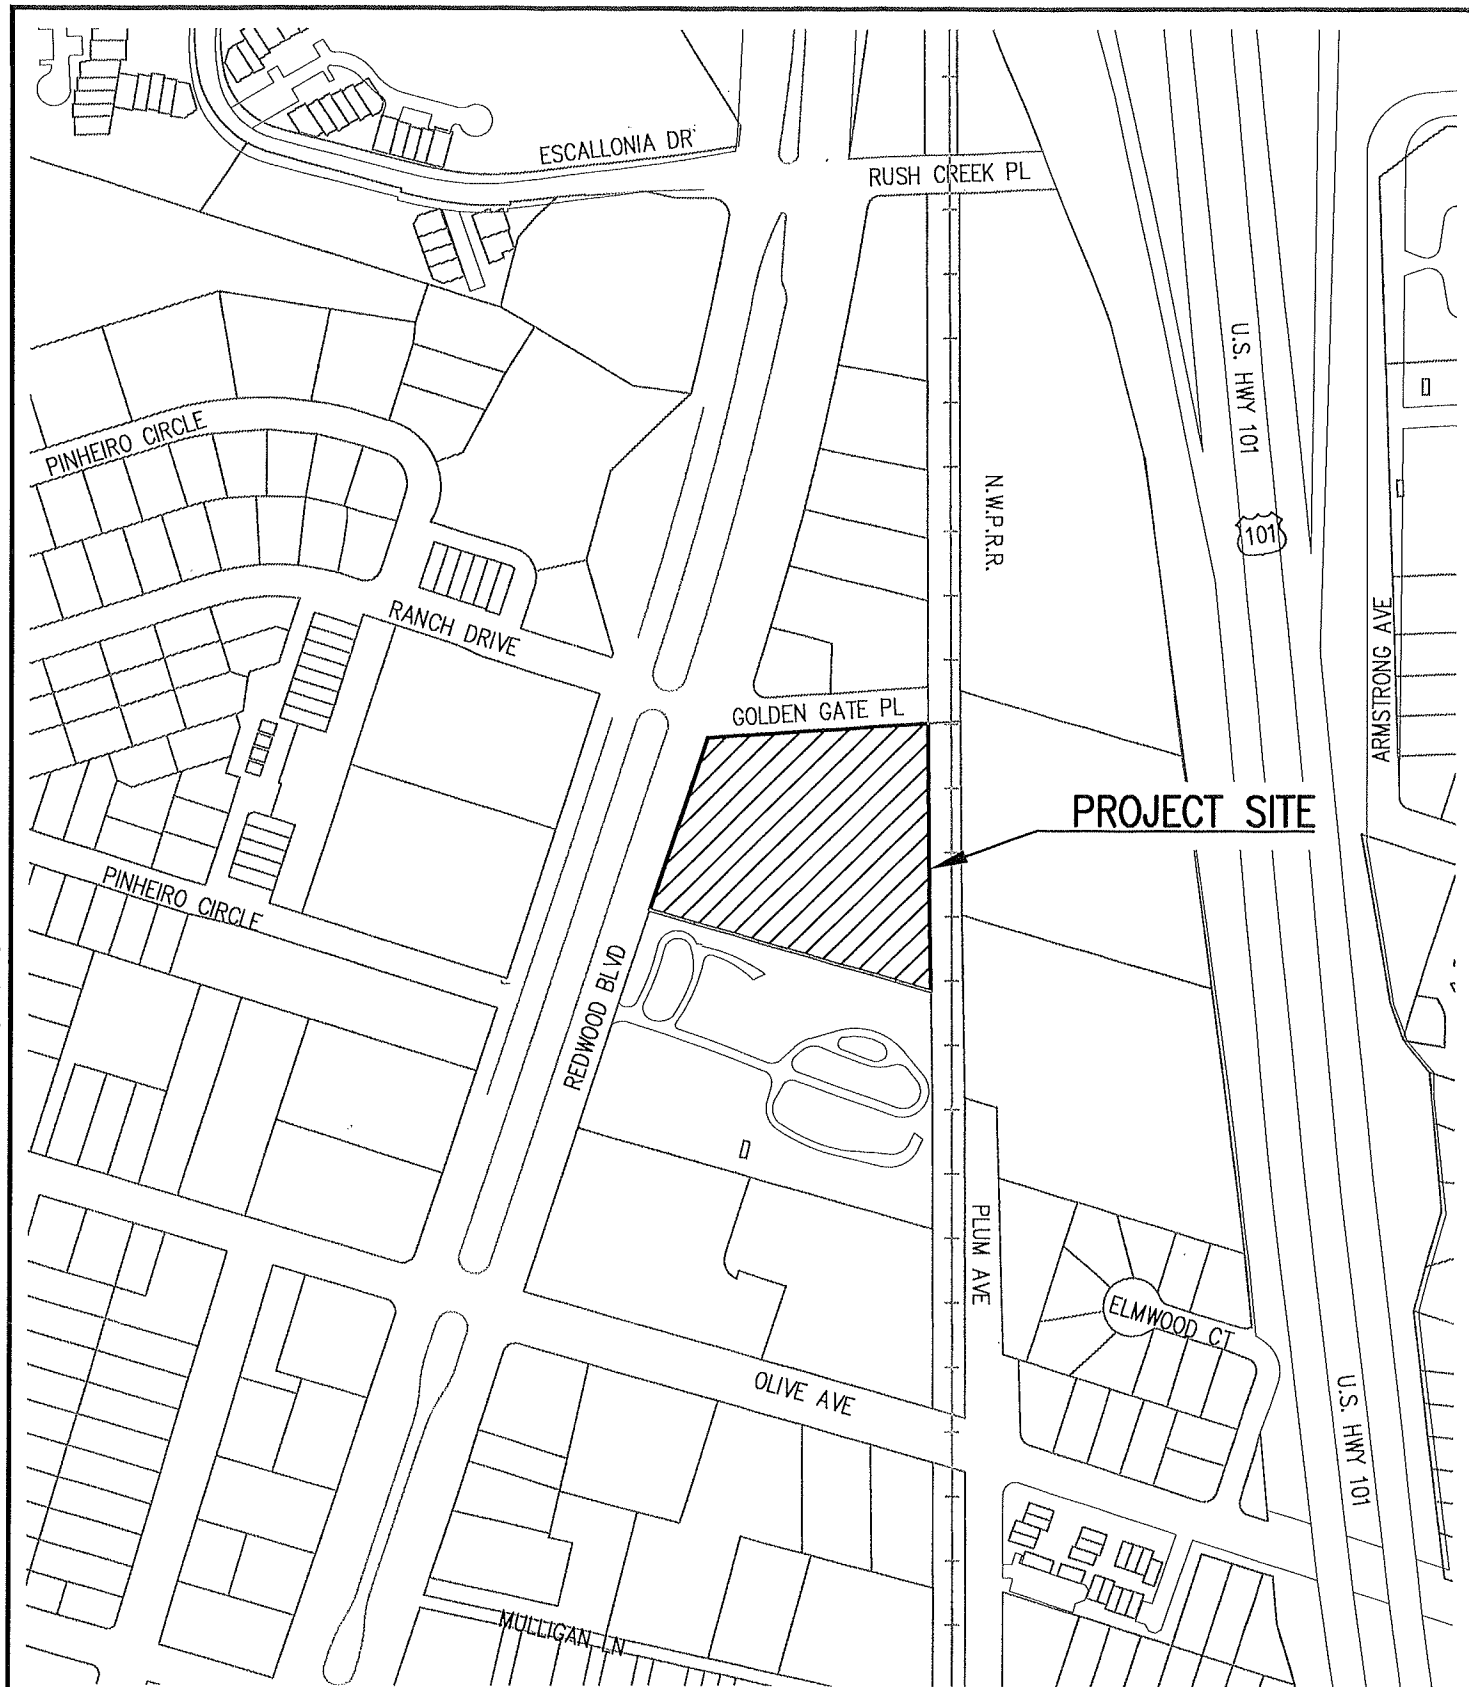 ESCALLONIA DR
RUSH CREEK PL
U.S. HWY 101
PINHEIRO CIRCLE
N.W.P.R.R.
101
RANCH DRIVE
ARMSTRONG AVE
GOLDEN GATE PL
PROJECT SITE
PINHEIRO CIRCLE
REDWOOD BLVD
PLUM AVE
ELMWOOD CT
OLIVE AVE
U.S. HWY 101
MULLIGAN LN